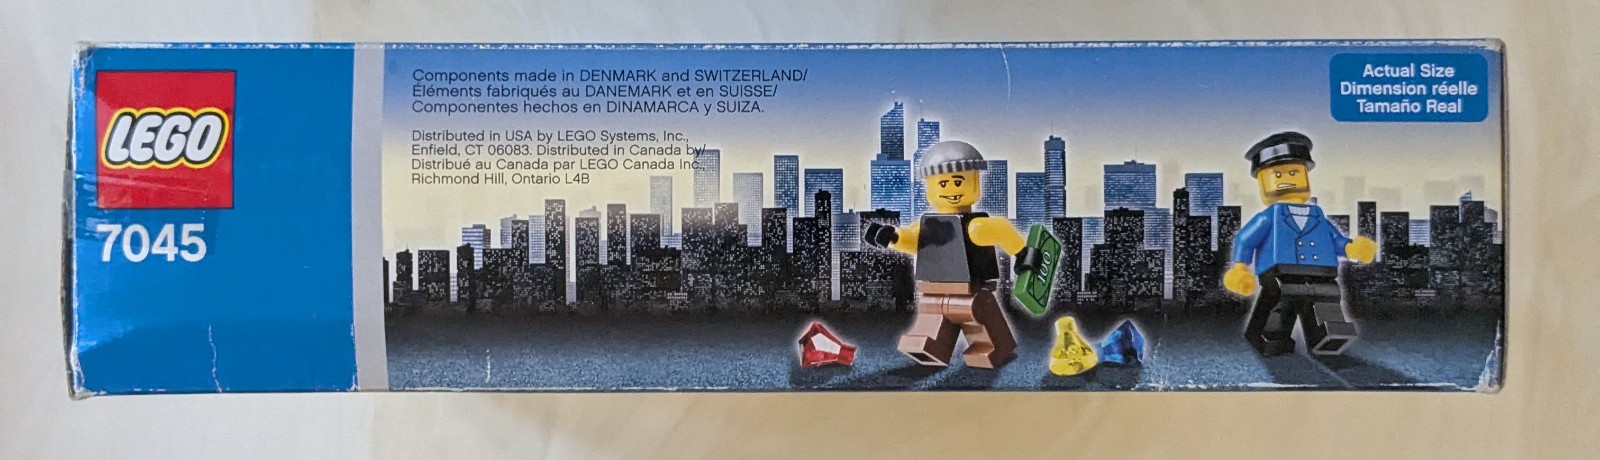 LEGO
7045
Components made in DENMARK and SWITZERLAND/
Éléments fabriqués au DANEMARK et en SUISSE/
Componentes hechos en DINAMARCA y SUIZA.
Distributed in USA by LEGO Systems, Inc.,
Enfield, CT 06083. Distributed in Canada by/
Distribué au Canada par LEGO Canada Inc.,
Richmond Hill, Ontario L4B
100
Actual Size
Dimension réelle
Tamaño Real